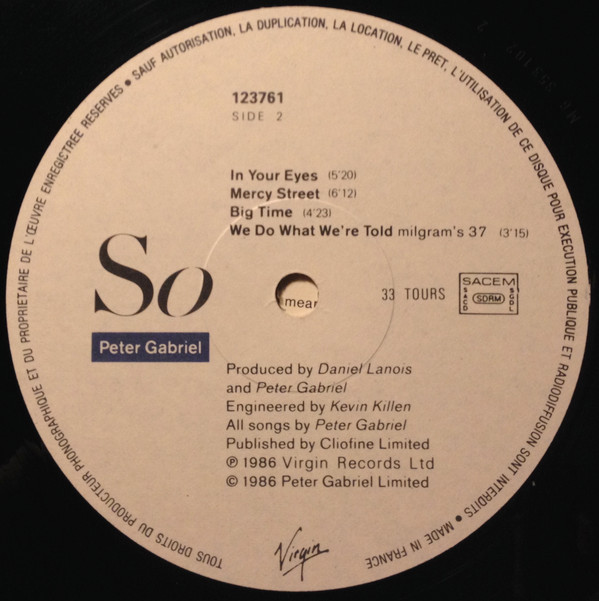 TOUS DROITS DU PRODUCTEUR PHONOGRAPHIQUE ET DU PROPRIETAIRE DE L'ŒUVRE ENREGISTREE RESERVES • SAUF AUTORISATION, LA DUPLICATION, LA LOCATION, LE PRET, L'UTILISATION DE CE DISQUE POUR EXECUTION PUBLIQUE ET RADIODIFFUSION SONT INTERDITS • MADE IN FRANCE
123761
SIDE 2
In Your Eyes (5'20)
Mercy Street (6'12)
Big Time (4'23)
We Do What We're Told milgram's 37 (3'15)
So
Peter Gabriel
mear
33 TOURS
SACEM
SACD SDRM SGDL
Produced by Daniel Lanois
and Peter Gabriel
Engineered by Kevin Killen
All songs by Peter Gabriel
Published by Cliofine Limited
℗ 1986 Virgin Records Ltd
© 1986 Peter Gabriel Limited
Virgin